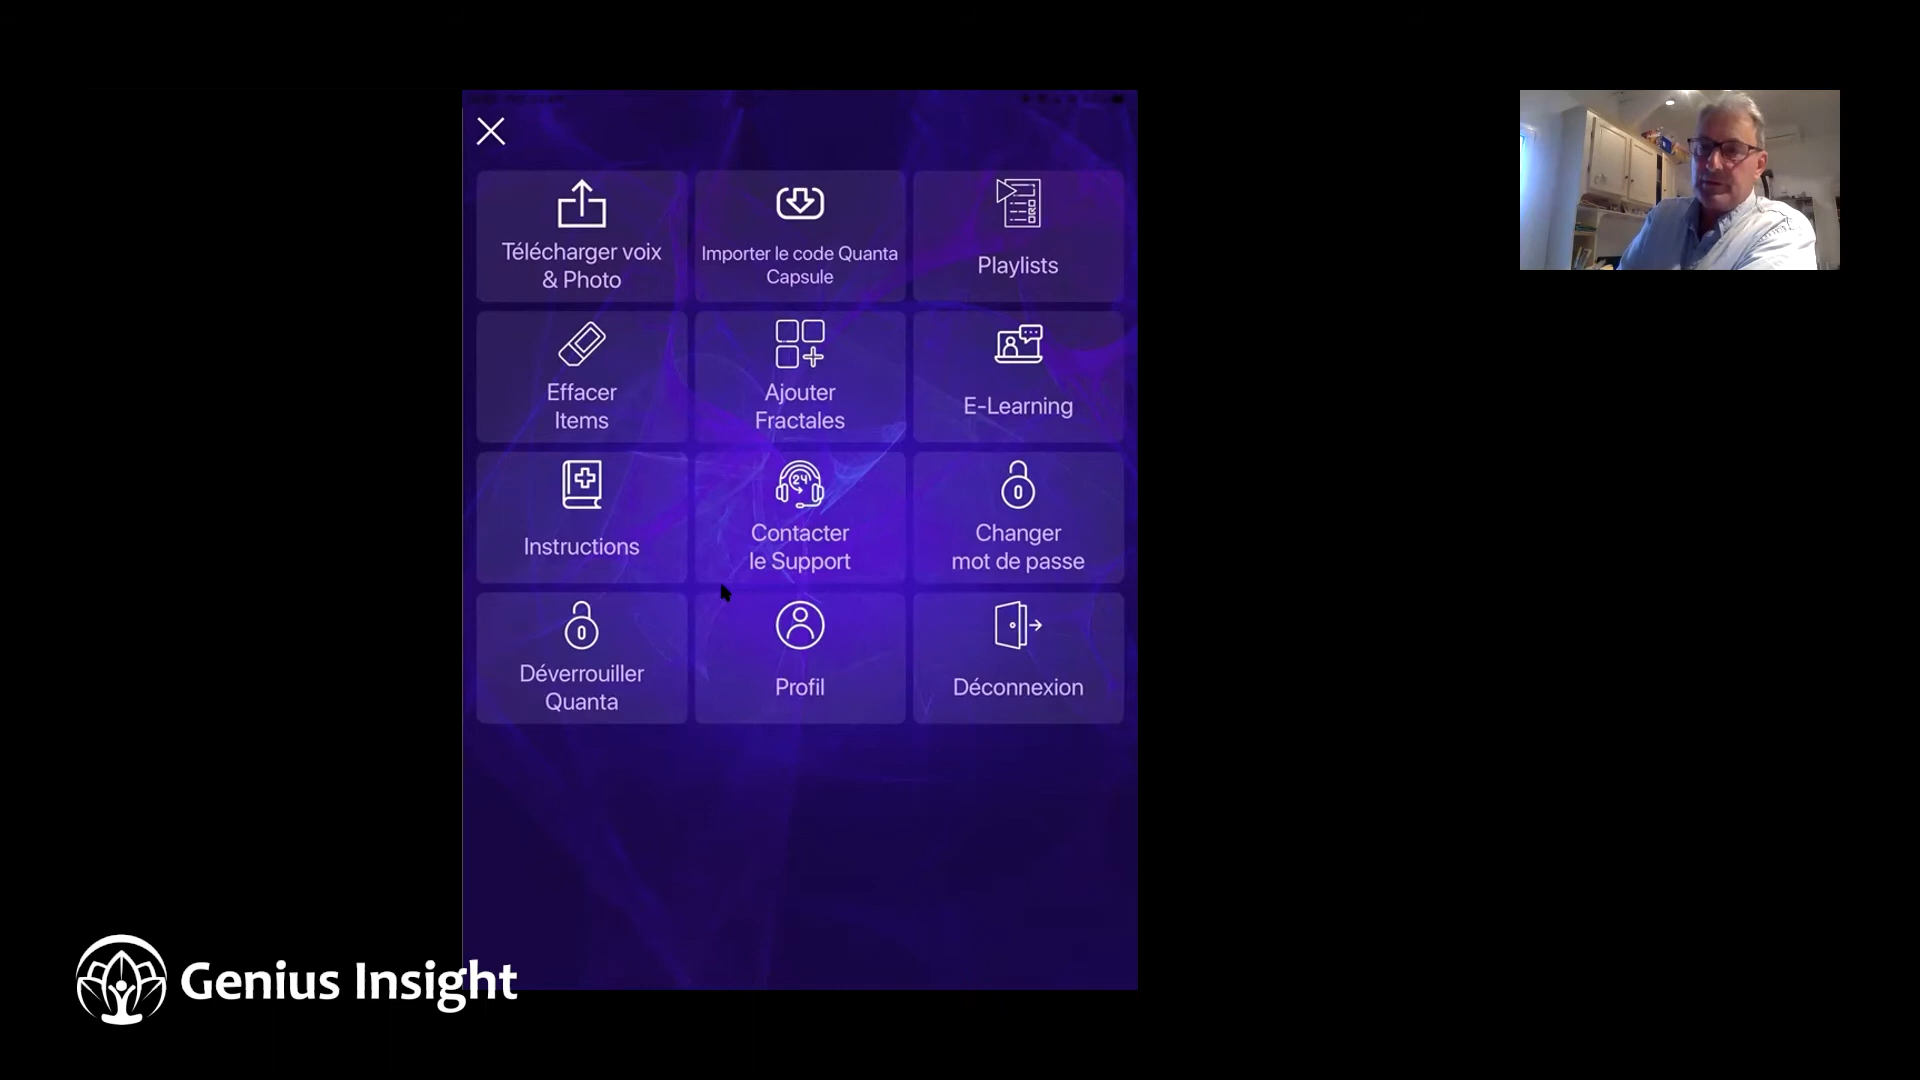 Télécharger voix
& Photo
Importer le code Quanta
Capsule
Playlists
Effacer
Items
Ajouter
Fractales
E-Learning
Instructions
24
Contacter
le Support
Changer
mot de passe
Déverrouiller
Quanta
Profil
Déconnexion
Genius Insight